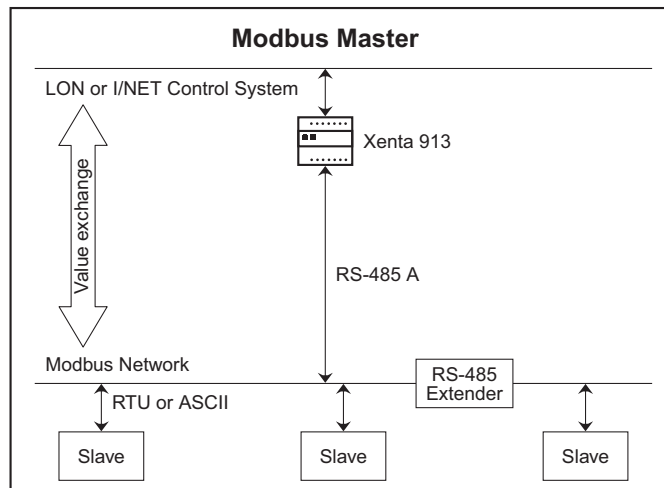 Modbus Master
LON or I/NET Control System
Xenta 913
Value exchange
RS-485 A
Modbus Network
RS-485
Extender
RTU or ASCII
Slave
Slave
Slave